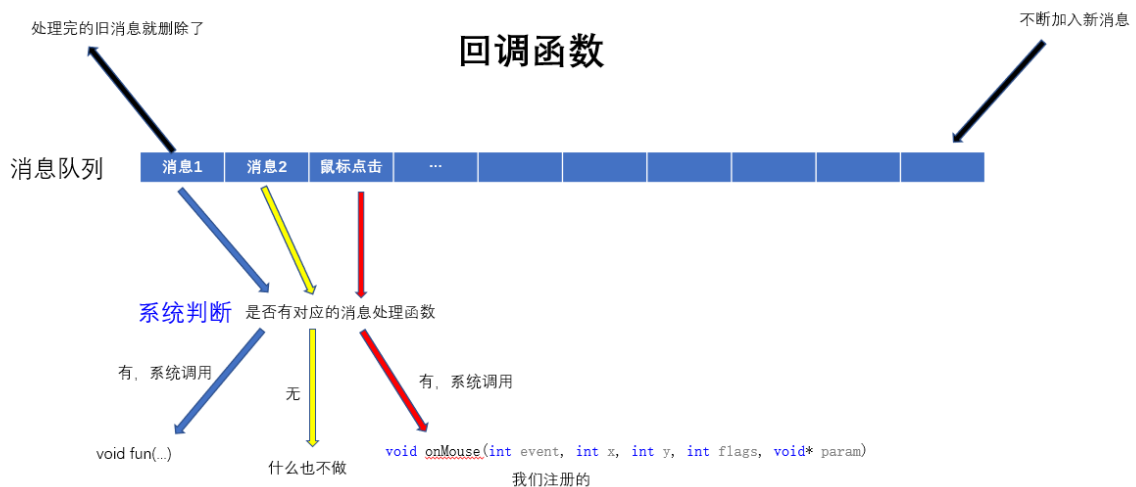 处理完的旧消息就删除了
回调函数
不断加入新消息
消息队列
消息1
消息2
鼠标点击
...
系统判断
是否有对应的消息处理函数
有，系统调用
无
有，系统调用
void fun(...)
什么也不做
void onMouse(int event, int x, int y, int flags, void* param)
我们注册的